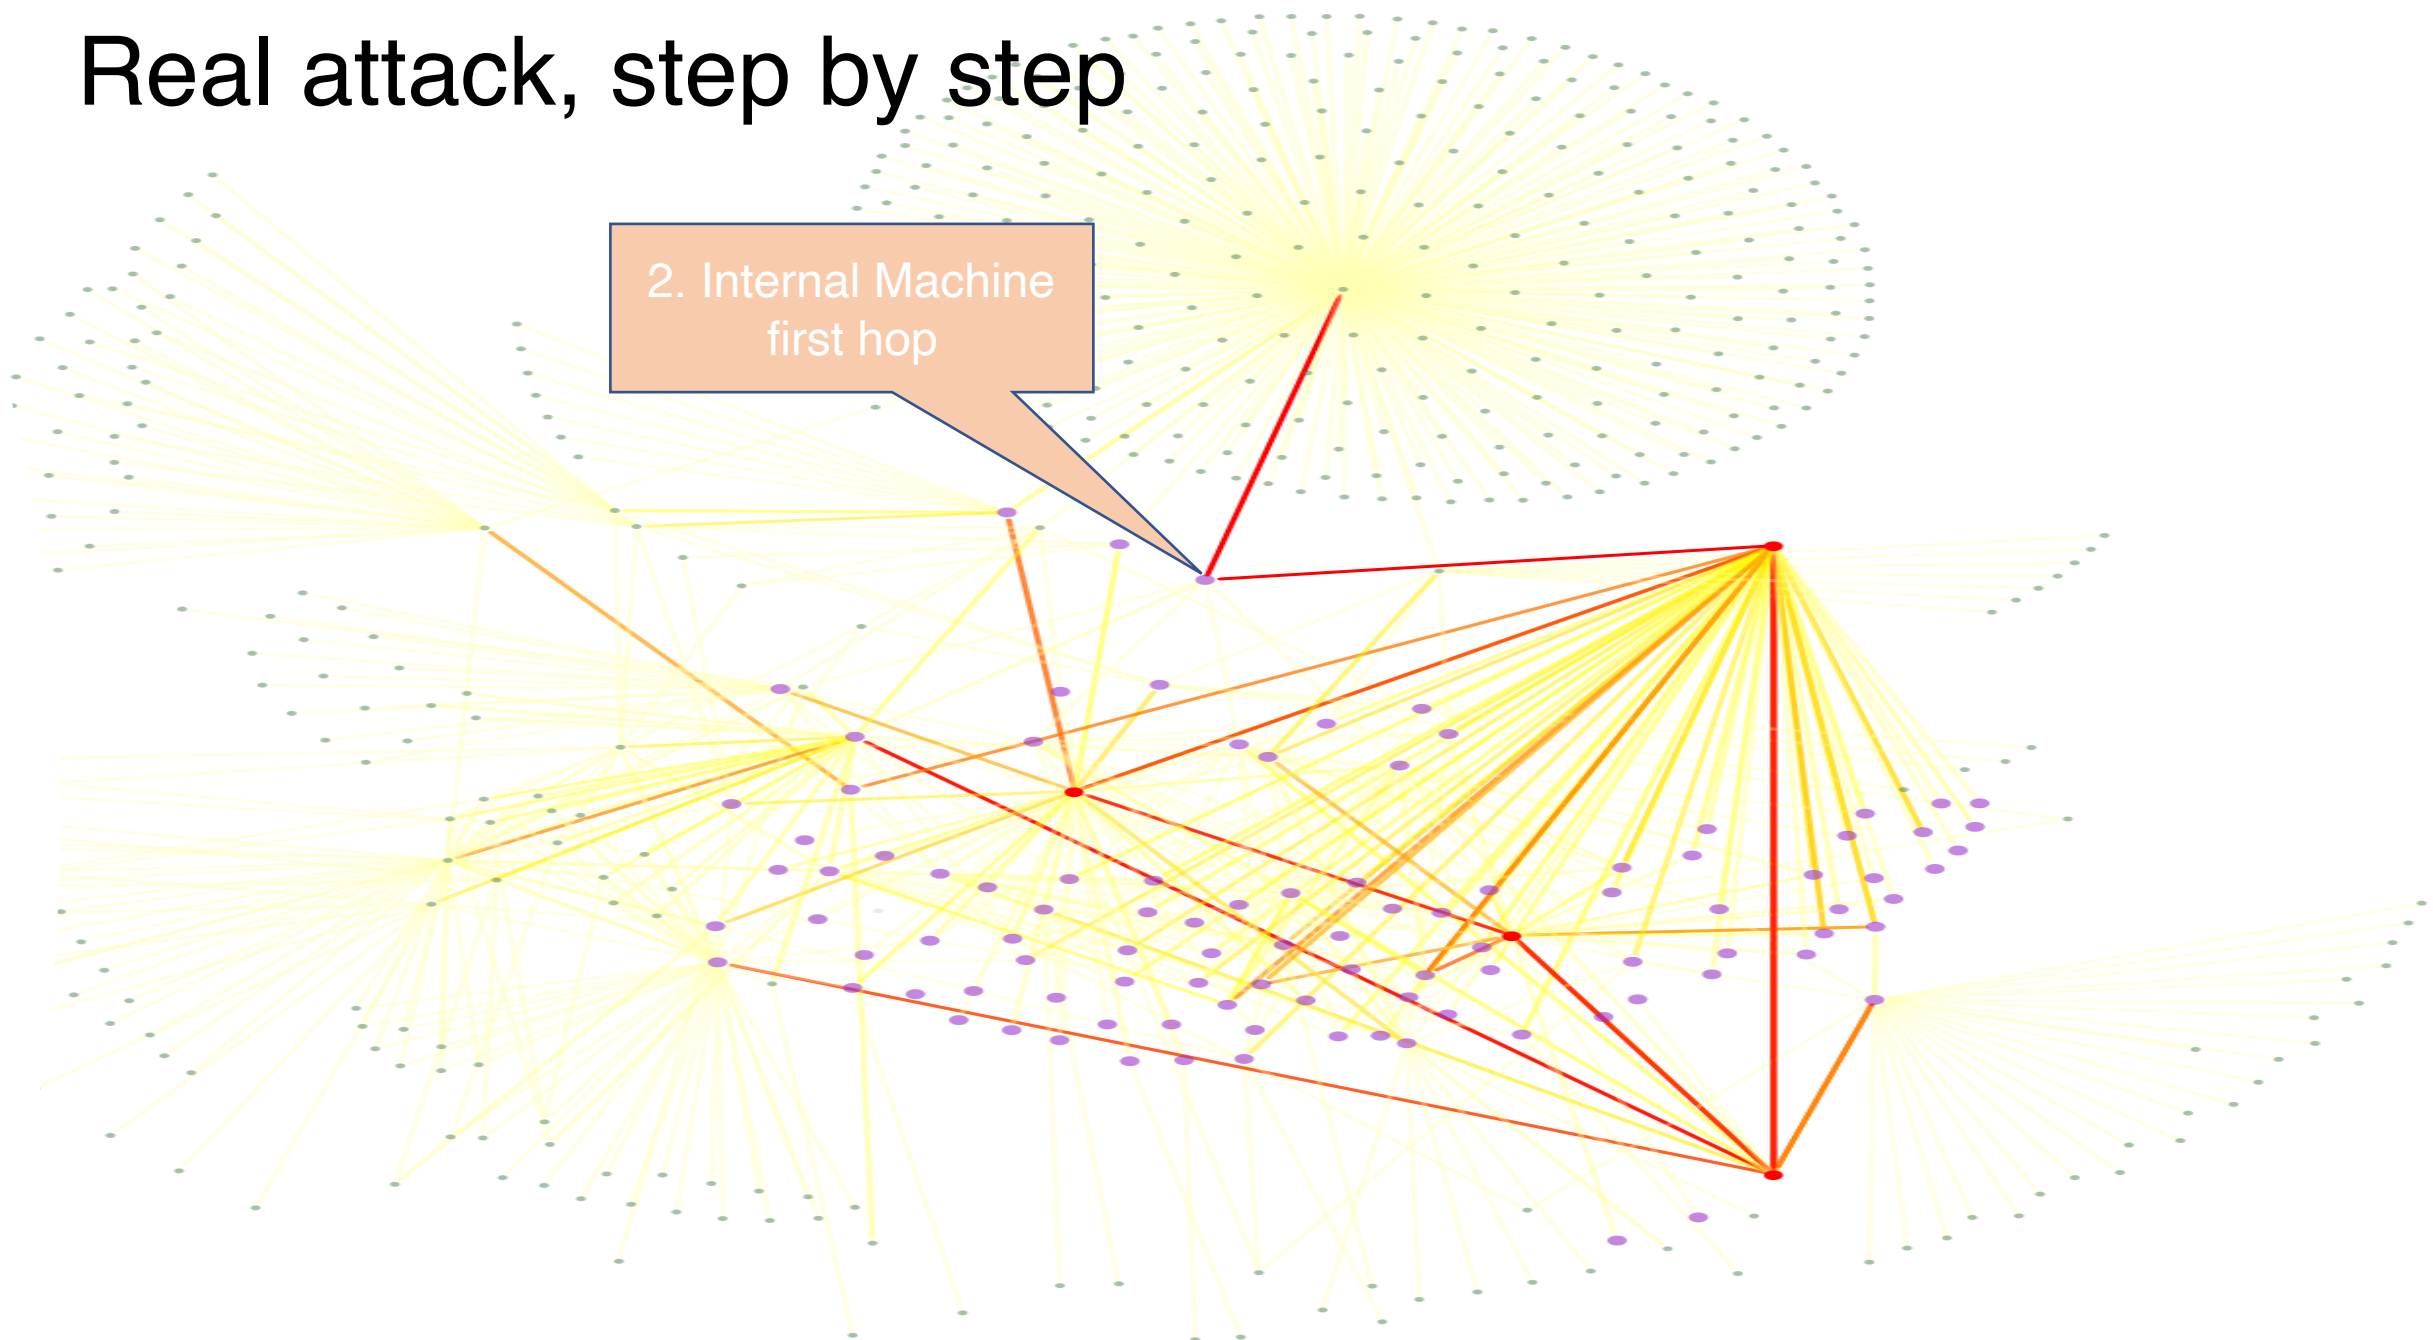 Real attack, step by step
2. Internal Machine
first hop